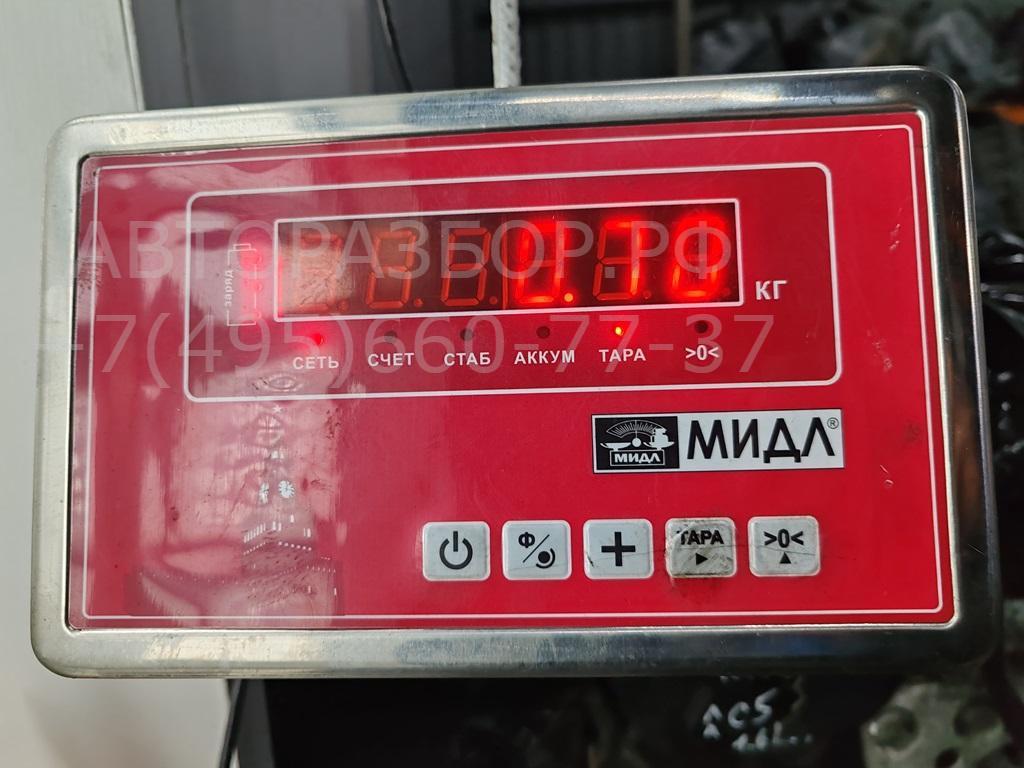 АВТОРАЗБОР.РФ
+7(495)660-77-37
заряд
КГ
СЕТЬ СЧЕТ СТАБ АККУМ ТАРА >0<
МИДЛ МИДЛ®
Ф
ТАРА >0<